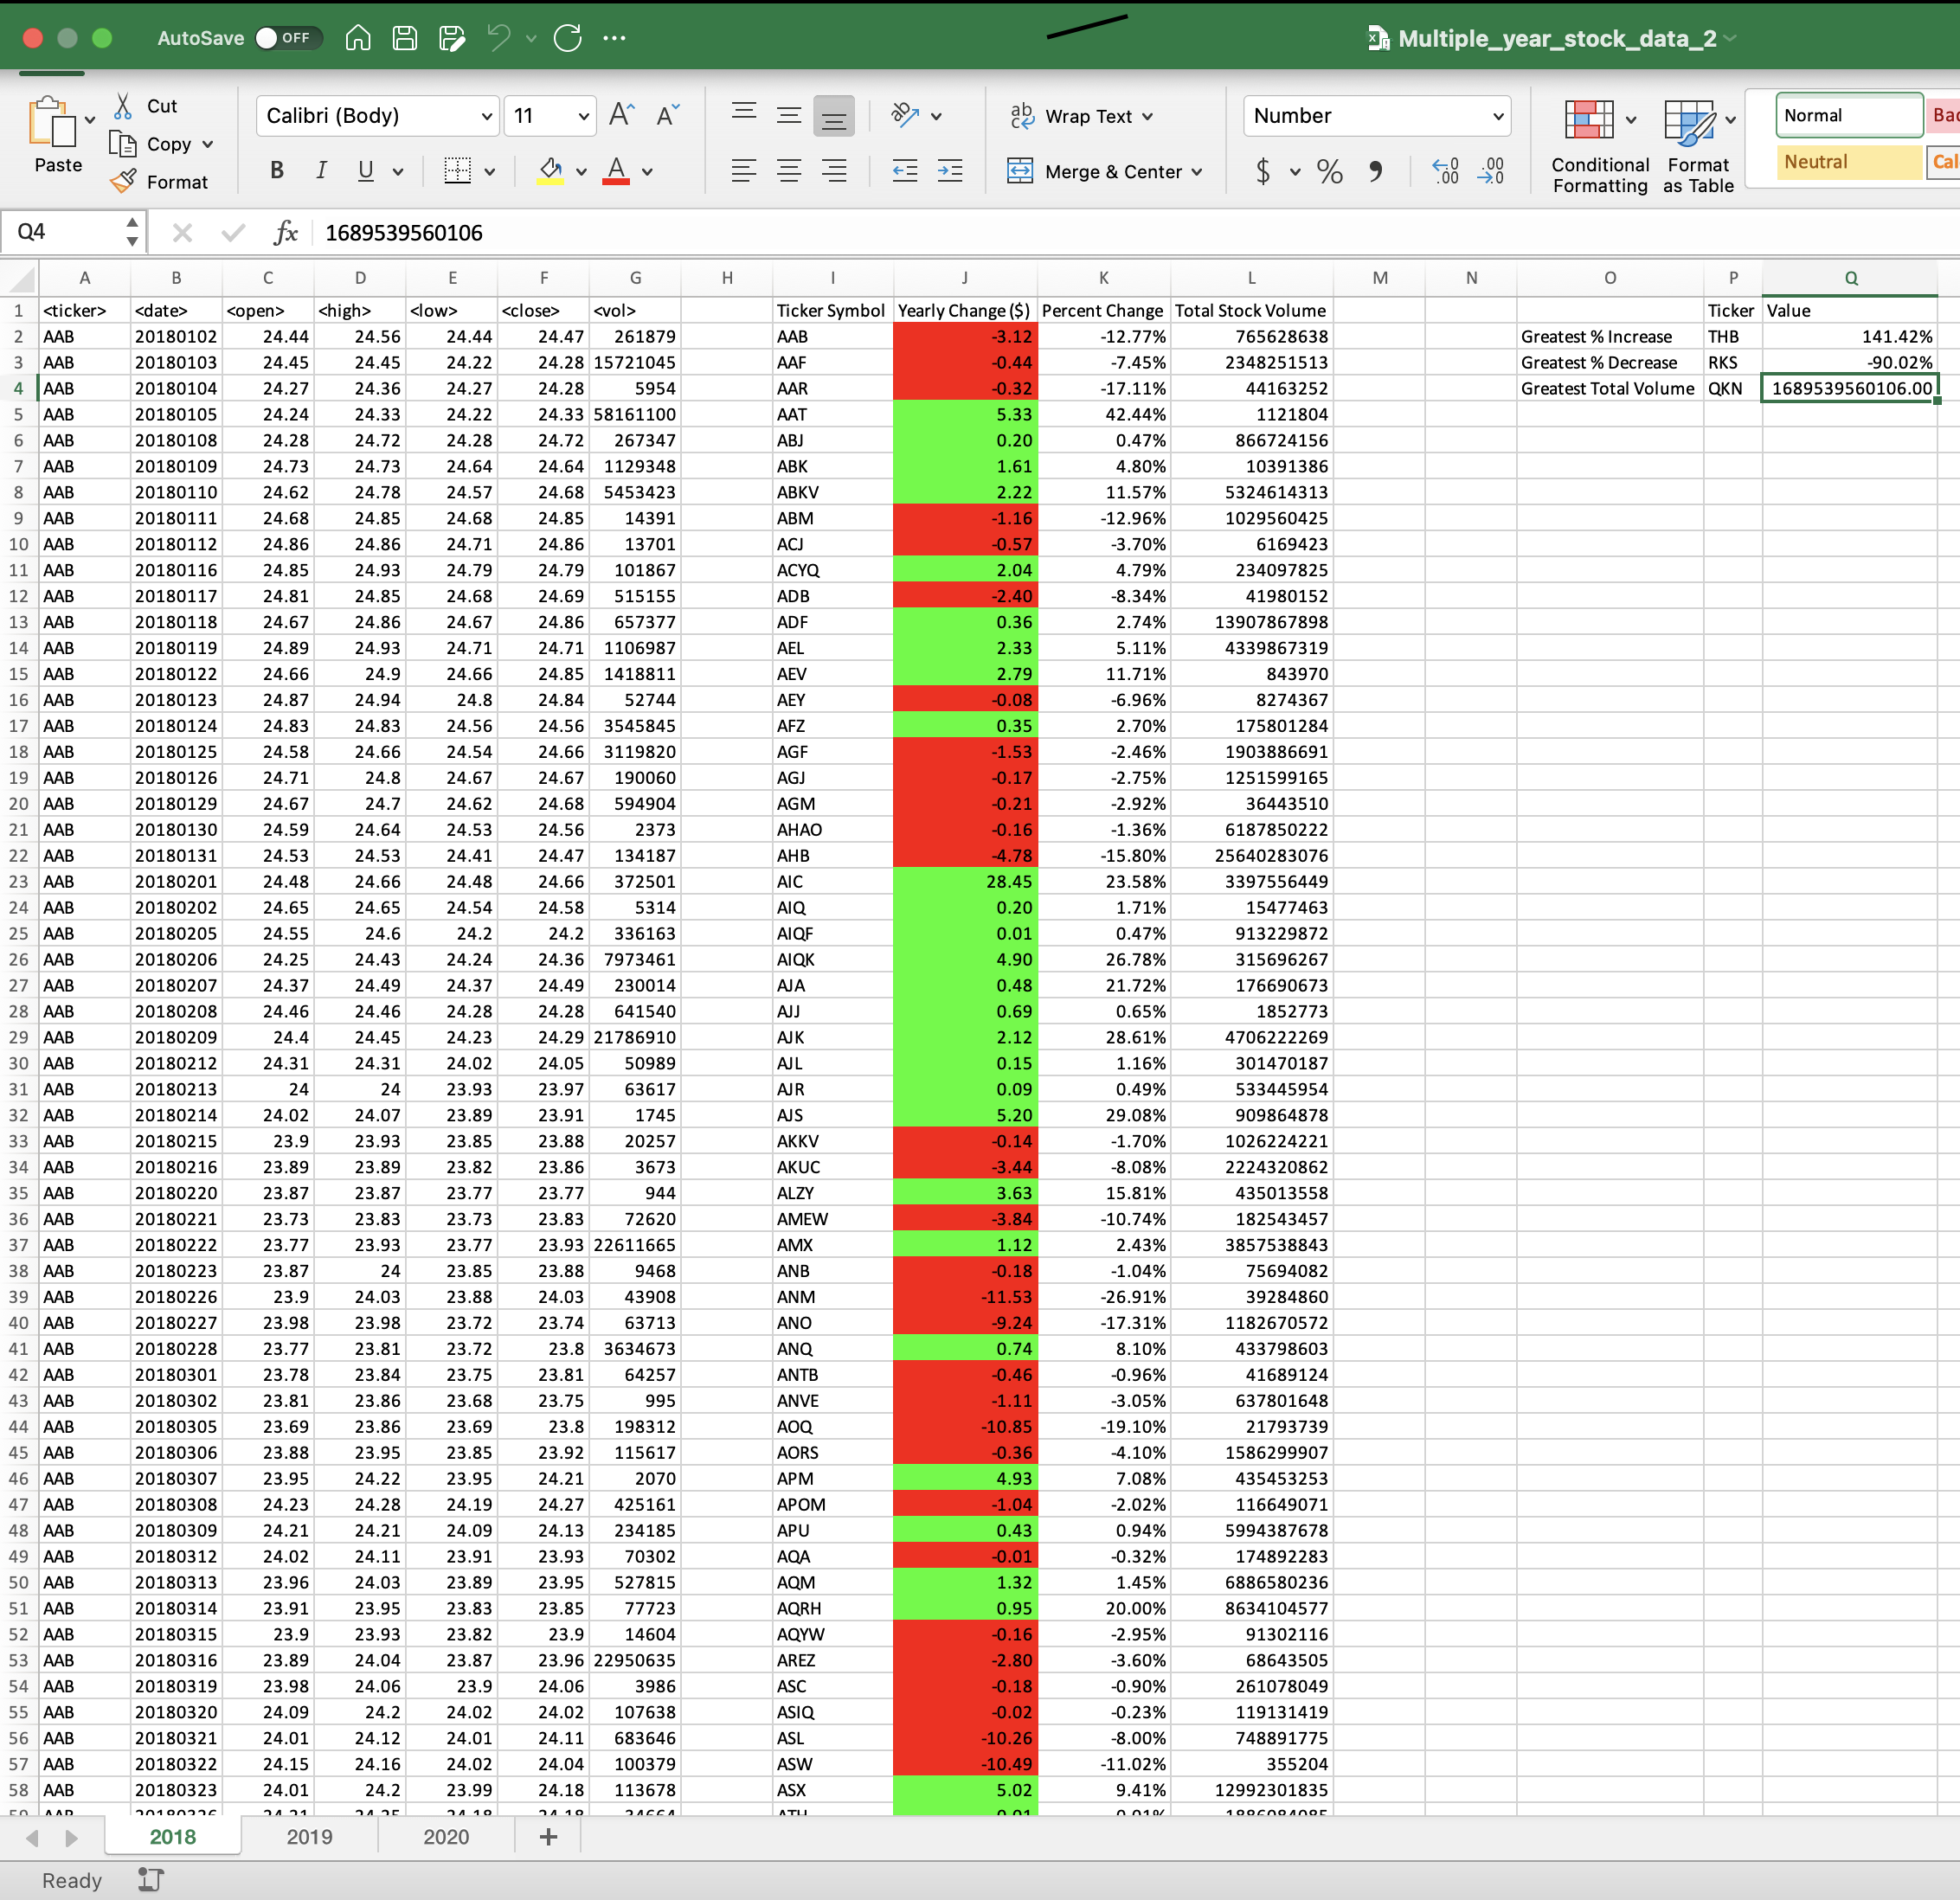 AutoSave OFF Multiple_year_stock_data_2
Cut Calibri (Body) 11 Wrap Text Number Normal
Copy
Paste Format B I U Merge & Center $ % Conditional Formatting Format as Table Neutral
Q4 fx 1689539560106
A B C D E F G H I J K L M N O P Q
1 <ticker> <date> <open> <high> <low> <close> <vol> Ticker Symbol Yearly Change ($) Percent Change Total Stock Volume Ticker Value
2 AAB 20180102 24.44 24.56 24.44 24.47 261879 AAB -3.12 -12.77% 765628638 Greatest % Increase THB 141.42%
3 AAB 20180103 24.45 24.45 24.22 24.28 15721045 AAF -0.44 -7.45% 2348251513 Greatest % Decrease RKS -90.02%
4 AAB 20180104 24.27 24.36 24.27 24.28 5954 AAR -0.32 -17.11% 44163252 Greatest Total Volume QKN 1689539560106.00
5 AAB 20180105 24.24 24.33 24.22 24.33 58161100 AAT 5.33 42.44% 1121804
6 AAB 20180108 24.28 24.72 24.28 24.72 267347 ABJ 0.20 0.47% 866724156
7 AAB 20180109 24.73 24.73 24.64 24.64 1129348 ABK 1.61 4.80% 10391386
8 AAB 20180110 24.62 24.78 24.57 24.68 5453423 ABKV 2.22 11.57% 5324614313
9 AAB 20180111 24.68 24.85 24.68 24.85 14391 ABM -1.16 -12.96% 1029560425
10 AAB 20180112 24.86 24.86 24.71 24.86 13701 ACJ -0.57 -3.70% 6169423
11 AAB 20180116 24.85 24.93 24.79 24.79 101867 ACYQ 2.04 4.79% 234097825
12 AAB 20180117 24.81 24.85 24.68 24.69 515155 ADB -2.40 -8.34% 41980152
13 AAB 20180118 24.67 24.86 24.67 24.86 657377 ADF 0.36 2.74% 13907867898
14 AAB 20180119 24.89 24.93 24.71 24.71 1106987 AEL 2.33 5.11% 4339867319
15 AAB 20180122 24.66 24.9 24.66 24.85 1418811 AEV 2.79 11.71% 843970
16 AAB 20180123 24.87 24.94 24.8 24.84 52744 AEY -0.08 -6.96% 8274367
17 AAB 20180124 24.83 24.83 24.56 24.56 3545845 AFZ 0.35 2.70% 175801284
18 AAB 20180125 24.58 24.66 24.54 24.66 3119820 AGF -1.53 -2.46% 1903886691
19 AAB 20180126 24.71 24.8 24.67 24.67 190060 AGJ -0.17 -2.75% 1251599165
20 AAB 20180129 24.67 24.7 24.62 24.68 594904 AGM -0.21 -2.92% 36443510
21 AAB 20180130 24.59 24.64 24.53 24.56 2373 AHAO -0.16 -1.36% 6187850222
22 AAB 20180131 24.53 24.53 24.41 24.47 134187 AHB -4.78 -15.80% 25640283076
23 AAB 20180201 24.48 24.66 24.48 24.66 372501 AIC 28.45 23.58% 3397556449
24 AAB 20180202 24.65 24.65 24.54 24.58 5314 AIQ 0.20 1.71% 15477463
25 AAB 20180205 24.55 24.6 24.2 24.2 336163 AIQF 0.01 0.47% 913229872
26 AAB 20180206 24.25 24.43 24.24 24.36 7973461 AIQK 4.90 26.78% 315696267
27 AAB 20180207 24.37 24.49 24.37 24.49 230014 AJA 0.48 21.72% 176690673
28 AAB 20180208 24.46 24.46 24.28 24.28 641540 AJJ 0.69 0.65% 1852773
29 AAB 20180209 24.4 24.45 24.23 24.29 21786910 AJK 2.12 28.61% 4706222269
30 AAB 20180212 24.31 24.31 24.02 24.05 50989 AJL 0.15 1.16% 301470187
31 AAB 20180213 24 24 23.93 23.97 63617 AJR 0.09 0.49% 533445954
32 AAB 20180214 24.02 24.07 23.89 23.91 1745 AJS 5.20 29.08% 909864878
33 AAB 20180215 23.9 23.93 23.85 23.88 20257 AKKV -0.14 -1.70% 1026224221
34 AAB 20180216 23.89 23.89 23.82 23.86 3673 AKUC -3.44 -8.08% 2224320862
35 AAB 20180220 23.87 23.87 23.77 23.77 944 ALZY 3.63 15.81% 435013558
36 AAB 20180221 23.73 23.83 23.73 23.83 72620 AMEW -3.84 -10.74% 182543457
37 AAB 20180222 23.77 23.93 23.77 23.93 22611665 AMX 1.12 2.43% 3857538843
38 AAB 20180223 23.87 24 23.85 23.88 9468 ANB -0.18 -1.04% 75694082
39 AAB 20180226 23.9 24.03 23.88 24.03 43908 ANM -11.53 -26.91% 39284860
40 AAB 20180227 23.98 23.98 23.72 23.74 63713 ANO -9.24 -17.31% 1182670572
41 AAB 20180228 23.77 23.81 23.72 23.8 3634673 ANQ 0.74 8.10% 433798603
42 AAB 20180301 23.78 23.84 23.75 23.81 64257 ANTB -0.46 -0.96% 41689124
43 AAB 20180302 23.81 23.86 23.68 23.75 995 ANVE -1.11 -3.05% 637801648
44 AAB 20180305 23.69 23.86 23.69 23.8 198312 AOQ -10.85 -19.10% 21793739
45 AAB 20180306 23.88 23.95 23.85 23.92 115617 AORS -0.36 -4.10% 1586299907
46 AAB 20180307 23.95 24.22 23.95 24.21 2070 APM 4.93 7.08% 435453253
47 AAB 20180308 24.23 24.28 24.19 24.27 425161 APOM -1.04 -2.02% 116649071
48 AAB 20180309 24.21 24.21 24.09 24.13 234185 APU 0.43 0.94% 5994387678
49 AAB 20180312 24.02 24.11 23.91 23.93 70302 AQA -0.01 -0.32% 174892283
50 AAB 20180313 23.96 24.03 23.89 23.95 527815 AQM 1.32 1.45% 6886580236
51 AAB 20180314 23.91 23.95 23.83 23.85 77723 AQRH 0.95 20.00% 8634104577
52 AAB 20180315 23.9 23.93 23.82 23.9 14604 AQYW -0.16 -2.95% 91302116
53 AAB 20180316 23.89 24.04 23.87 23.96 22950635 AREZ -2.80 -3.60% 68643505
54 AAB 20180319 23.98 24.06 23.9 24.06 3986 ASC -0.18 -0.90% 261078049
55 AAB 20180320 24.09 24.2 24.02 24.02 107638 ASIQ -0.02 -0.23% 119131419
56 AAB 20180321 24.01 24.12 24.01 24.11 683646 ASL -10.26 -8.00% 748891775
57 AAB 20180322 24.15 24.16 24.02 24.04 100379 ASW -10.49 -11.02% 355204
58 AAB 20180323 24.01 24.2 23.99 24.18 113678 ASX 5.02 9.41% 12992301835
2018 2019 2020 +
Ready